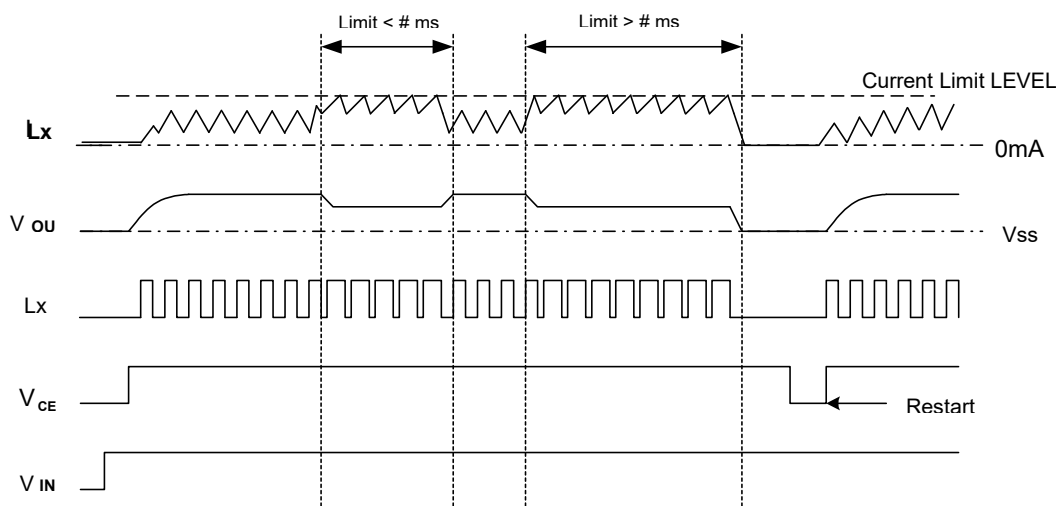 Limit < # ms
Limit > # ms
Current Limit LEVEL
ILx
0mA
V OU
Vss
Lx
V CE
Restart
V IN